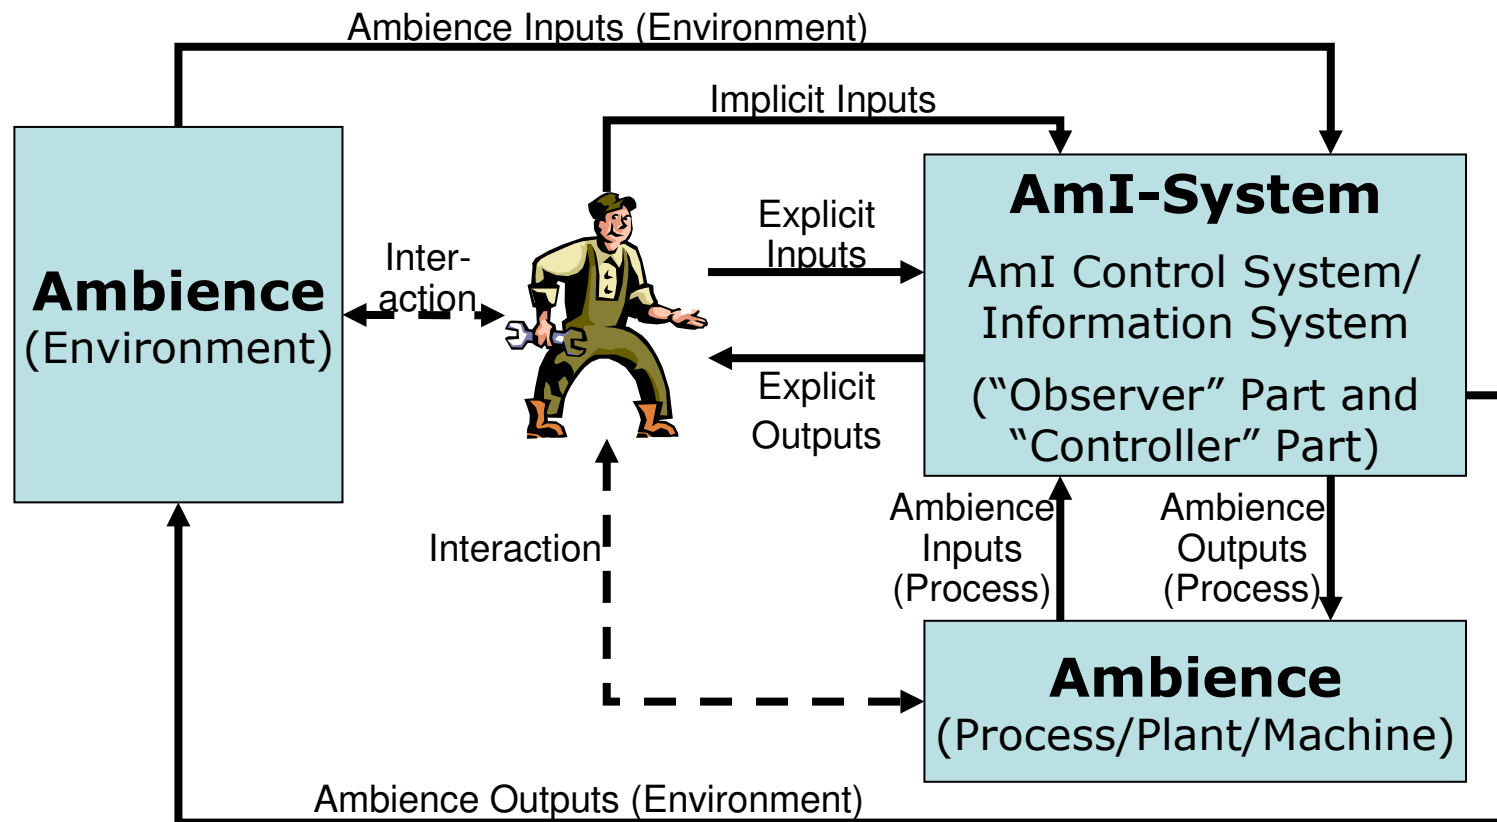 Ambience Inputs (Environment)
Implicit Inputs
Ambience
(Environment)
Inter-
action
Explicit
Inputs
Explicit
Outputs
AmI-System
AmI Control System/
Information System
(“Observer” Part and
“Controller” Part)
Interaction
Ambience
Inputs
(Process)
Ambience
Outputs
(Process)
Ambience
(Process/Plant/Machine)
Ambience Outputs (Environment)